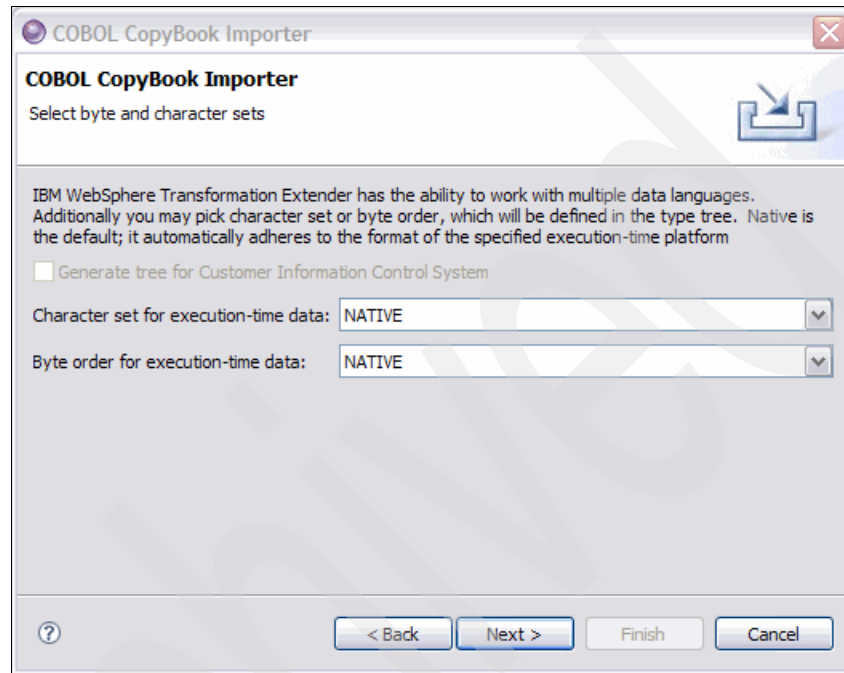 COBOL CopyBook Importer
COBOL CopyBook Importer
Select byte and character sets
IBM WebSphere Transformation Extender has the ability to work with multiple data languages.
Additionally you may pick character set or byte order, which will be defined in the type tree. Native is
the default; it automatically adheres to the format of the specified execution-time platform
Generate tree for Customer Information Control System
Character set for execution-time data: NATIVE
Byte order for execution-time data: NATIVE
? < Back Next > Finish Cancel